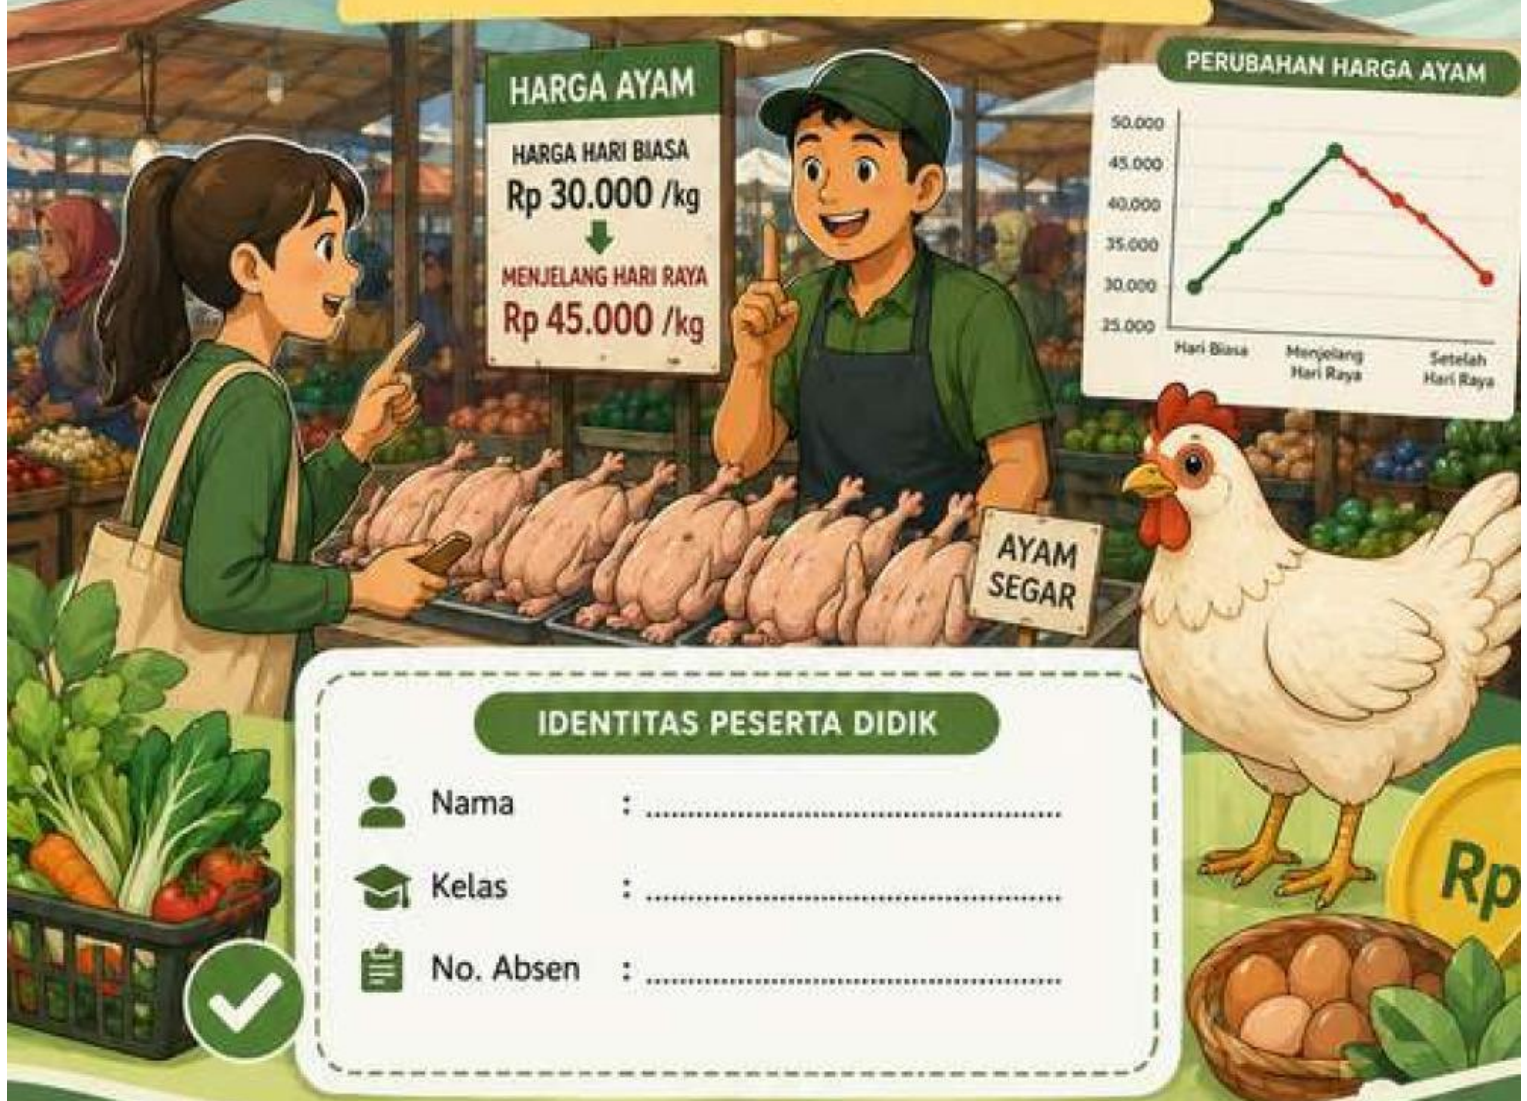 HARGA AYAM
HARGA HARI BIASA
Rp 30.000 /kg
MENJELANG HARI RAYA
Rp 45.000 /kg
PERUBAHAN HARGA AYAM
50.000
45.000
40.000
35.000
30.000
25.000
Hari Biasa
Menjelang
Hari Raya
Setelah
Hari Raya
AYAM
SEGAR
IDENTITAS PESERTA DIDIK
Nama : ........................................................
Kelas : ........................................................
No. Absen : ........................................................
Rp